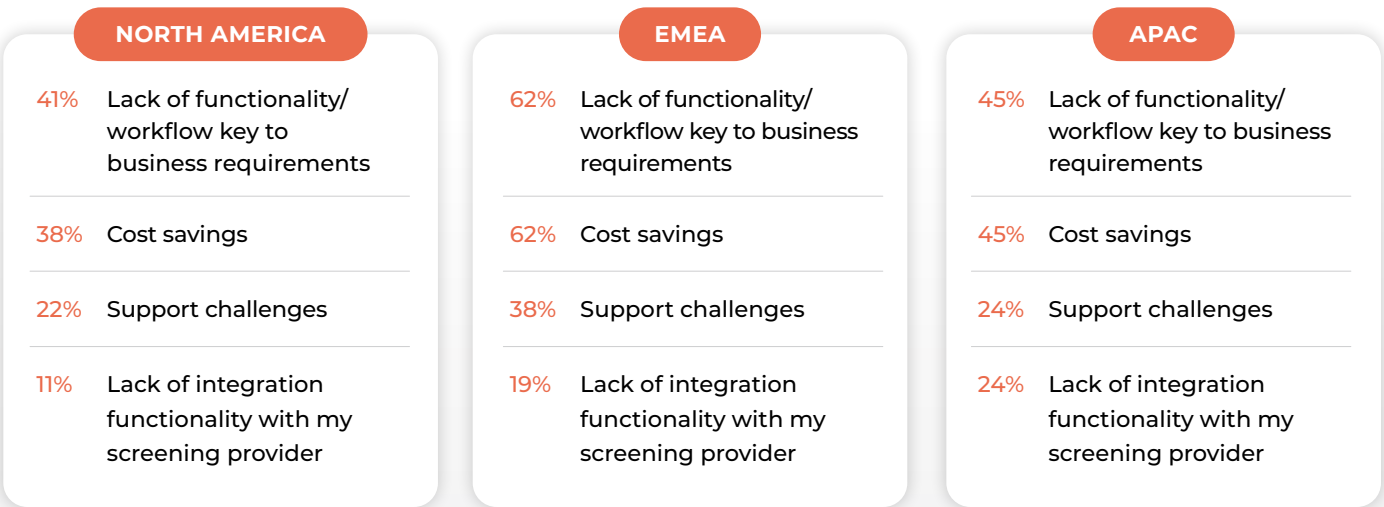 NORTH AMERICA
41% Lack of functionality/
workflow key to
business requirements
38% Cost savings
22% Support challenges
11% Lack of integration
functionality with my
screening provider
EMEA
62% Lack of functionality/
workflow key to business
requirements
62% Cost savings
38% Support challenges
19% Lack of integration
functionality with my
screening provider
APAC
45% Lack of functionality/
workflow key to business
requirements
45% Cost savings
24% Support challenges
24% Lack of integration
functionality with my
screening provider